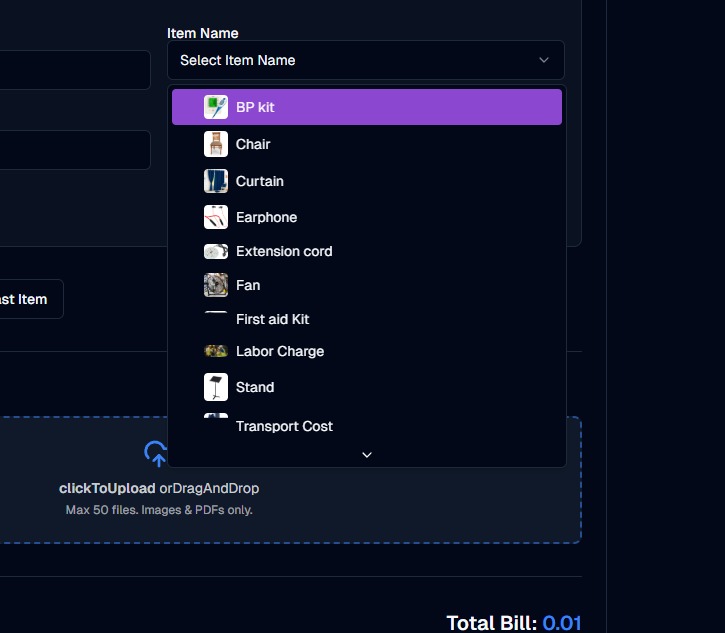 Item Name
Select Item Name
BP kit
Chair
Curtain
Earphone
Extension cord
Fan
ast Item
First aid Kit
Labor Charge
Stand
Transport Cost
clickToUpload orDragAndDrop
Max 50 files. Images & PDFs only.
Total Bill: 0.01